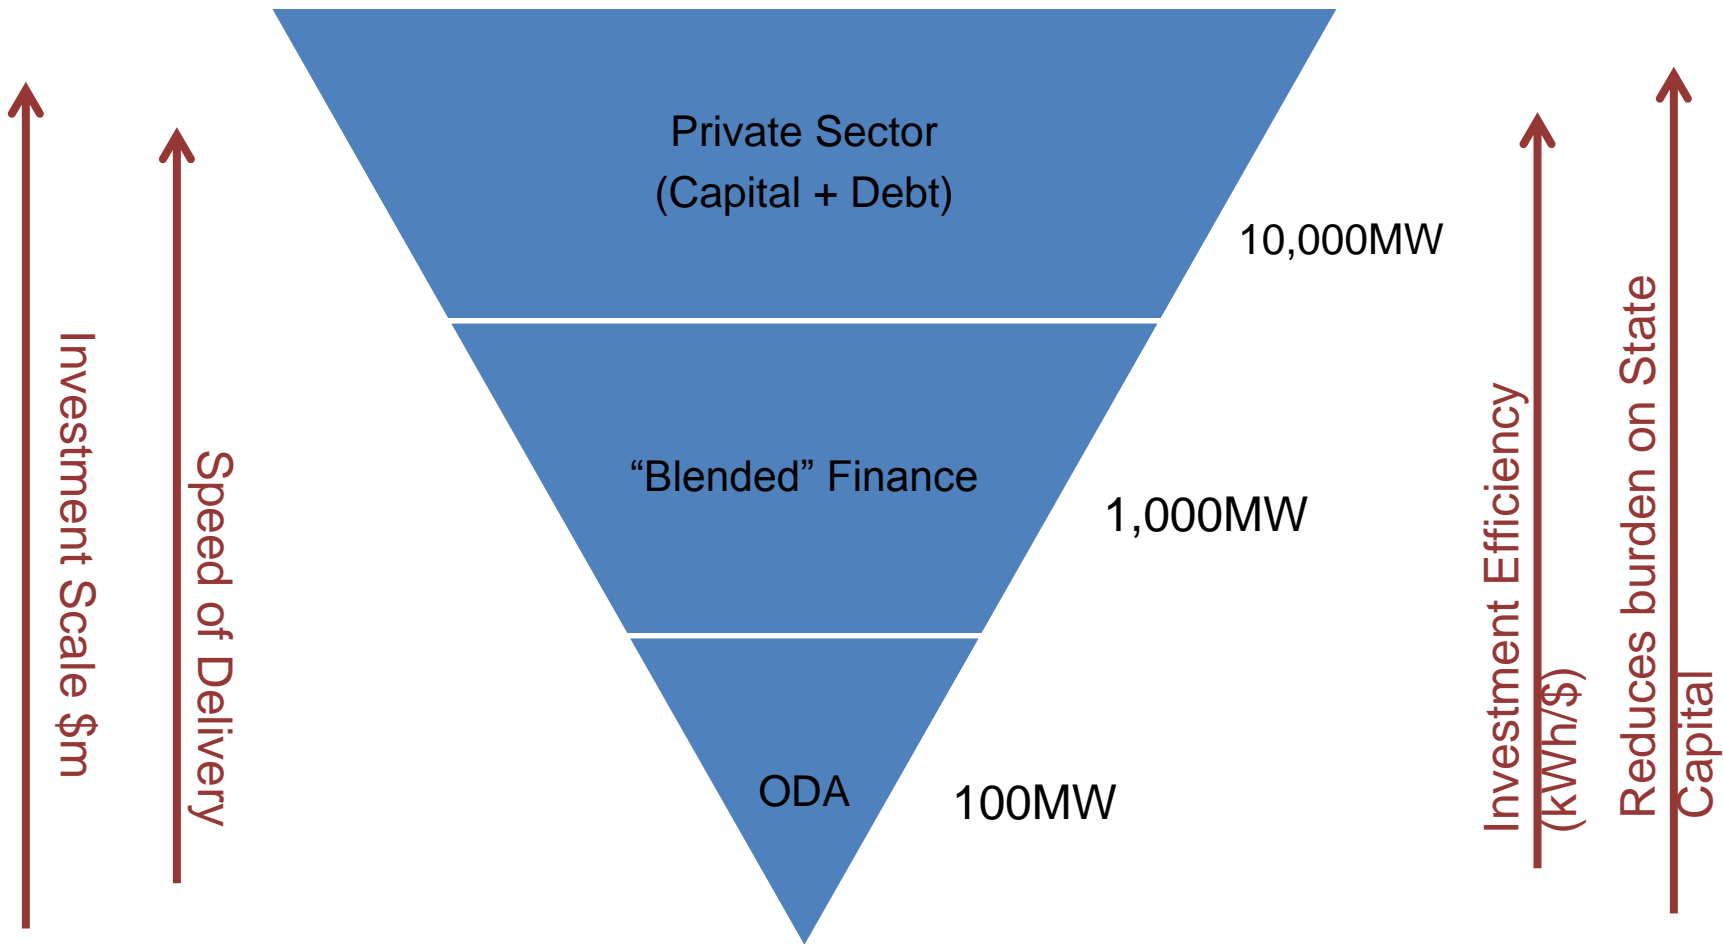 Private Sector
(Capital + Debt)
10,000MW
“Blended” Finance
1,000MW
ODA
100MW
Investment Scale $m
Speed of Delivery
Investment Efficiency
(kWh/$)
Reduces burden on State
Capital